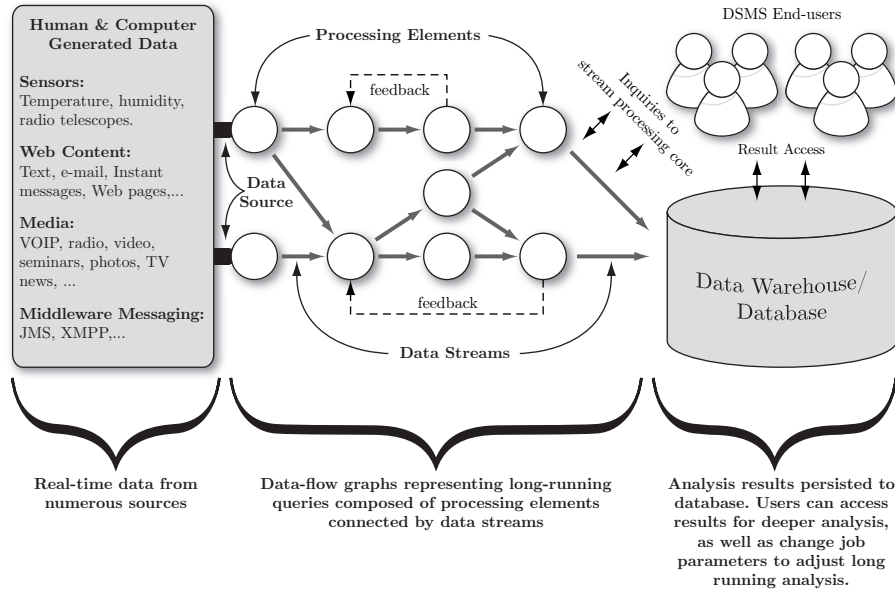 Human & Computer
Generated Data
Sensors:
Temperature, humidity,
radio telescopes.
Web Content:
Text, e-mail, Instant
messages, Web pages,...
Media:
VOIP, radio, video,
seminars, photos, TV
news, ...
Middleware Messaging:
JMS, XMPP,...
Processing Elements
feedback
Data
Source
feedback
Data Streams
Inquiries to
stream processing core
DSMS End-users
Result Access
Data Warehouse/
Database
Real-time data from
numerous sources
Data-flow graphs representing long-running
queries composed of processing elements
connected by data streams
Analysis results persisted to
database. Users can access
results for deeper analysis,
as well as change job
parameters to adjust long
running analysis.